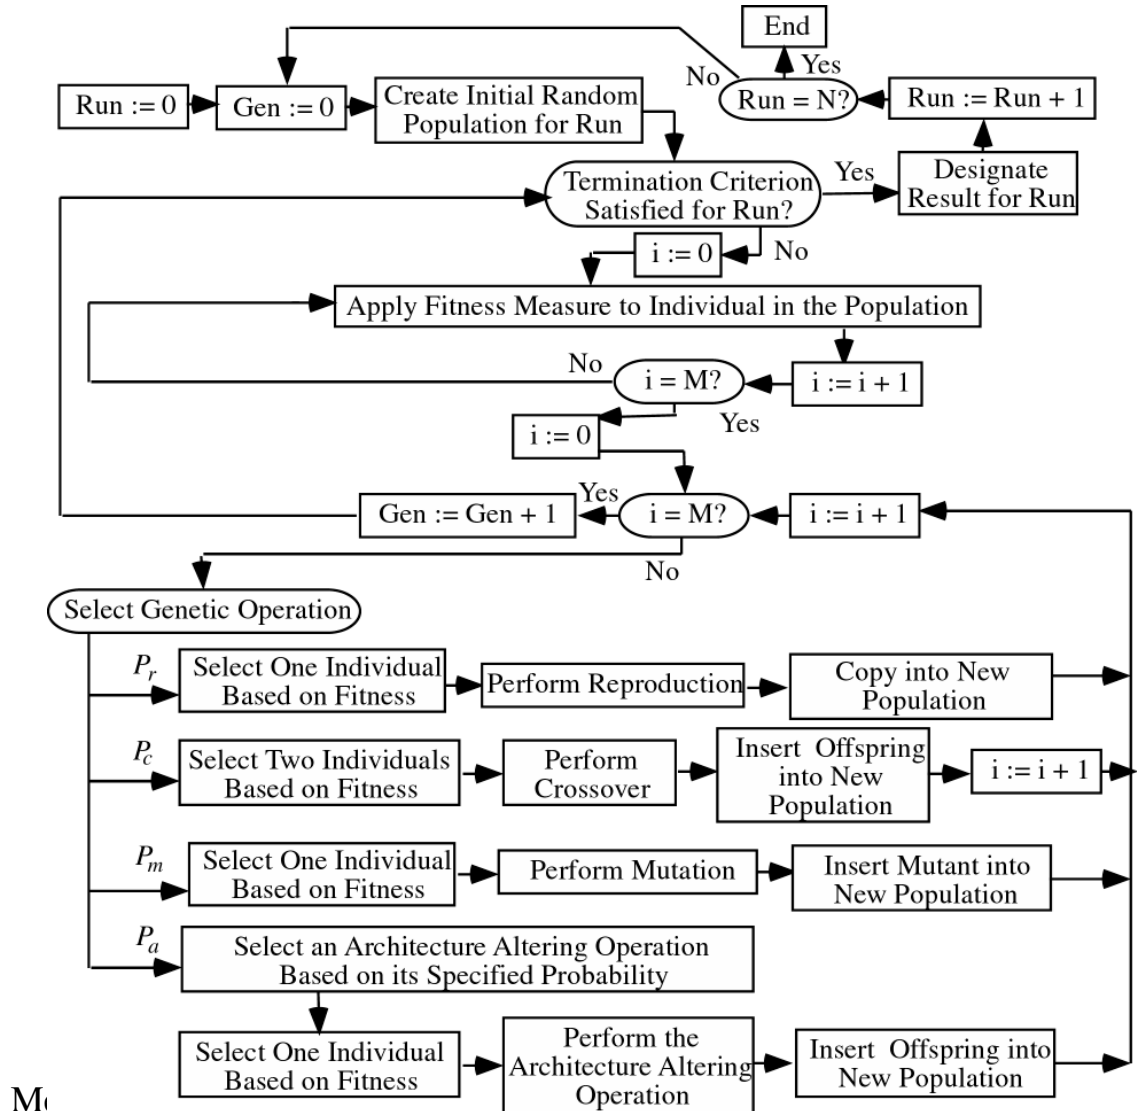 End
No
Yes
Run := 0
Gen := 0
Create Initial Random
Population for Run
Run = N?
Run := Run + 1
Termination Criterion
Satisfied for Run?
Yes
Designate
Result for Run
i := 0
No
Apply Fitness Measure to Individual in the Population
No
i = M?
i := i + 1
Yes
i := 0
Gen := Gen + 1
Yes
i = M?
i := i + 1
No
Select Genetic Operation
Pr
Select One Individual
Based on Fitness
Perform Reproduction
Copy into New
Population
Pc
Select Two Individuals
Based on Fitness
Perform
Crossover
Insert Offspring
into New
Population
i := i + 1
Pm
Select One Individual
Based on Fitness
Perform Mutation
Insert Mutant into
New Population
Pa
Select an Architecture Altering Operation
Based on its Specified Probability
Select One Individual
Based on Fitness
Perform the
Architecture Altering
Operation
Insert Offspring into
New Population